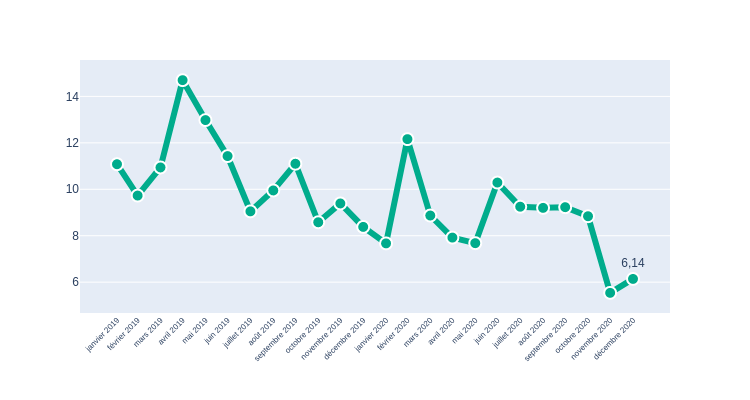 14
12
10
8
6
6,14
janvier 2019
février 2019
mars 2019
avril 2019
mai 2019
juin 2019
juillet 2019
août 2019
septembre 2019
octobre 2019
novembre 2019
décembre 2019
janvier 2020
février 2020
mars 2020
avril 2020
mai 2020
juin 2020
juillet 2020
août 2020
septembre 2020
octobre 2020
novembre 2020
décembre 2020